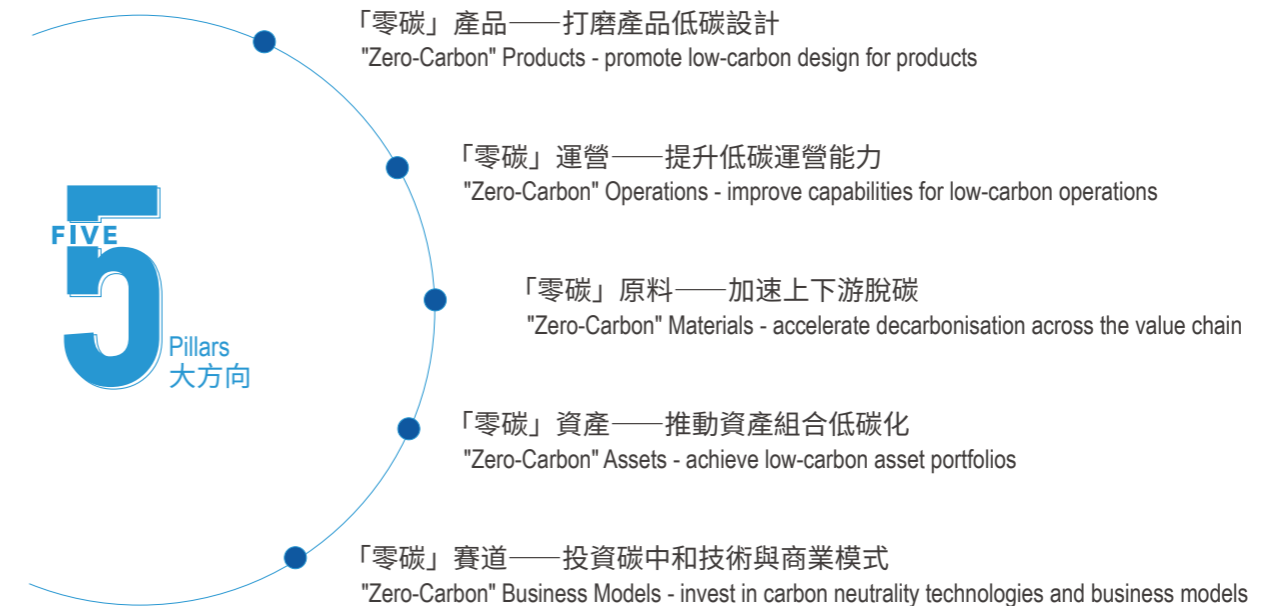 「零碳」產品——打磨產品低碳設計
"Zero-Carbon" Products - promote low-carbon design for products
「零碳」運營——提升低碳運營能力
"Zero-Carbon" Operations - improve capabilities for low-carbon operations
5
FIVE
Pillars
大方向
「零碳」原料——加速上下游脫碳
"Zero-Carbon" Materials - accelerate decarbonisation across the value chain
「零碳」資產——推動資產組合低碳化
"Zero-Carbon" Assets - achieve low-carbon asset portfolios
「零碳」賽道——投資碳中和技術與商業模式
"Zero-Carbon" Business Models - invest in carbon neutrality technologies and business models